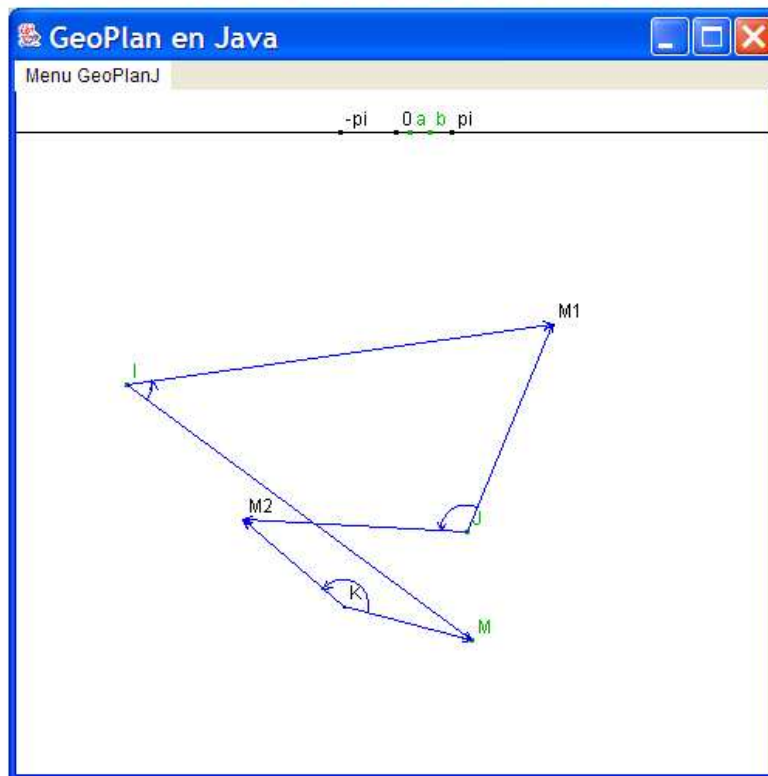 GeoPlan en Java
Menu GeoPlanJ
-pi 0 a b pi
M1
I
M2
J
K
M